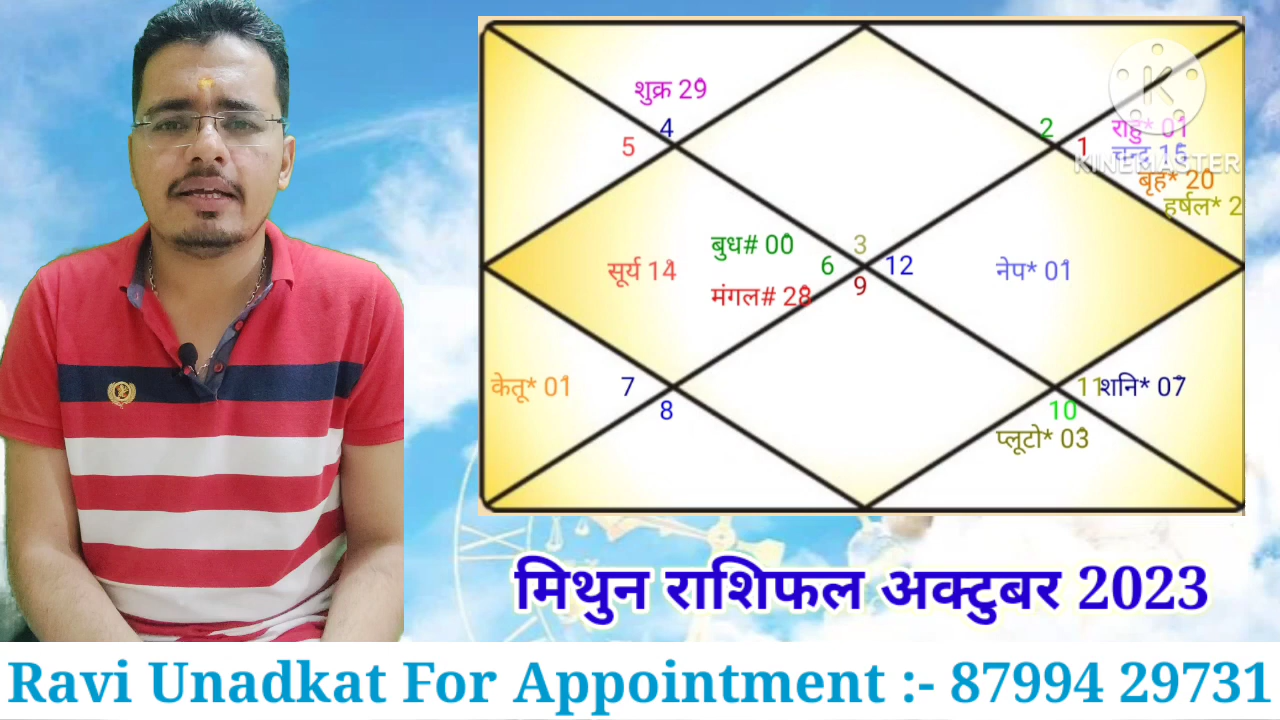 शुक्र 29°
4
5
2
1
राहु* 01°
चन्द्र 15°
KINEMASTER
बृह* 20°
हर्षल* 2
बुध# 00°
3
सूर्य 14°
6
12
नेप* 01°
मंगल# 28°
9
केतू* 01°
7
11
शनि* 07°
8
10
प्लूटो* 03°
मिथुन राशिफल अक्टुबर 2023
Ravi Unadkat For Appointment :- 87994 29731